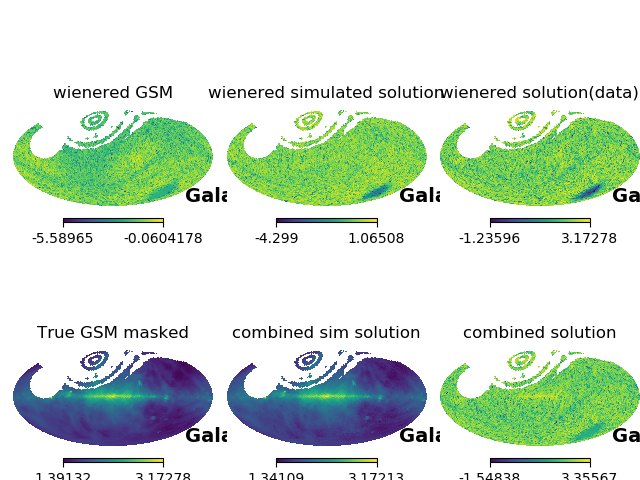 wienered GSM
wienered simulated solution
wienered solution(data)
Gala
Gala
Ga
-5.58965 -0.0604178
-4.299 1.06508
-1.23596 3.17278
True GSM masked
combined sim solution
combined solution
Gala
Gala
Ga
1.39132 3.17278
1.34109 3.17213
-1.54838 3.35567